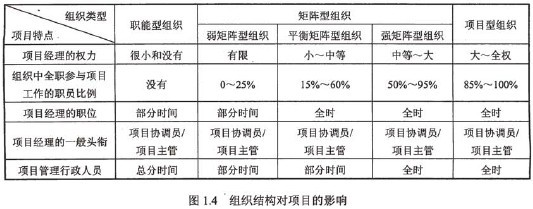 组织类型
项目特点
职能型组织
矩阵型组织
项目型组织
弱矩阵型组织
平衡矩阵型组织
强矩阵型组织
项目经理的权力
很小和没有
有限
小~中等
中等~大
大~全权
组织中全职参与项目
工作的职员比例
没有
0~25%
15%~60%
50%~95%
85%~100%
项目经理的职位
部分时间
部分时间
全时
全时
全时
项目经理的一般头衔
项目协调员/
项目主管
项目协调员/
项目主管
项目协调员/
项目主管
项目协调员/
项目主管
项目协调员/
项目主管
项目管理行政人员
总分时间
部分时间
部分时间
全时
全时
图 1.4 组织结构对项目的影响